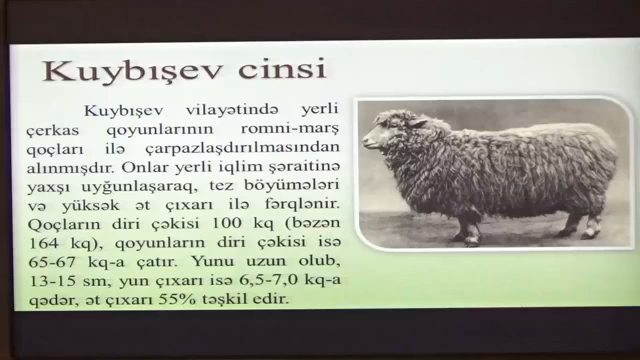 Kuybışev cinsi
Kuybışev vilayətində yerli
çerkas qoyunlarının romni-marş
qoçları ilə çarpazlaşdırılmasından
alınmışdır. Onlar yerli iqlim şəraitinə
yaxşı uyğunlaşaraq, tez böyümələri
və yüksək ət çıxarı ilə fərqlənir.
Qoçların diri çəkisi 100 kq (bəzən
164 kq), qoyunların diri çəkisi isə
65-67 kq-a çatır. Yunu uzun olub,
13-15 sm, yun çıxarı isə 6,5-7,0 kq-a
qədər, ət çıxarı 55% təşkil edir.